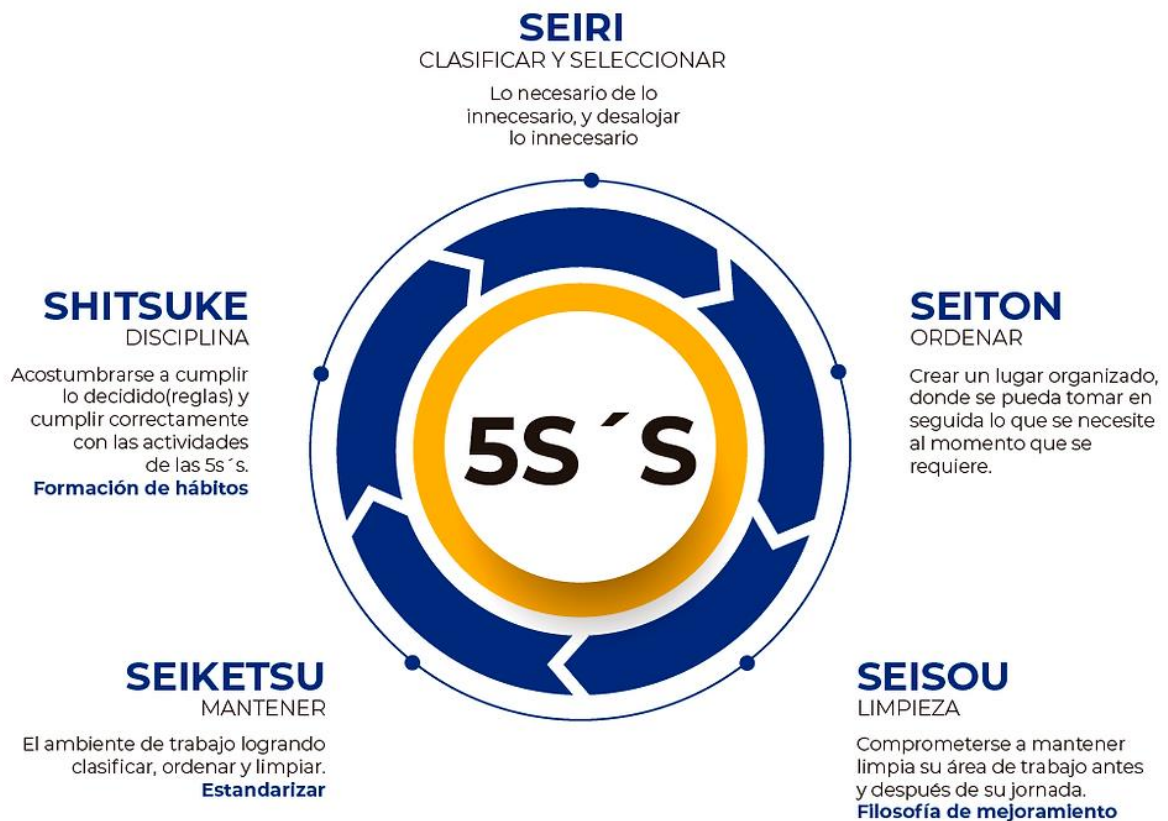 SEIRI
CLASIFICAR Y SELECCIONAR
Lo necesario de lo
innecesario, y desalojar
lo innecesario
SHITSUKE
DISCIPLINA
Acostumbrarse a cumplir
lo decidido(reglas) y
cumplir correctamente
con las actividades
de las 5s´s.
Formación de hábitos
5S´S
SEITON
ORDENAR
Crear un lugar organizado,
donde se pueda tomar en
seguida lo que se necesite
al momento que se
requiere.
SEIKETSU
MANTENER
El ambiente de trabajo logrando
clasificar, ordenar y limpiar.
Estandarizar
SEISOU
LIMPIEZA
Comprometerse a mantener
limpia su área de trabajo antes
y después de su jornada.
Filosofía de mejoramiento